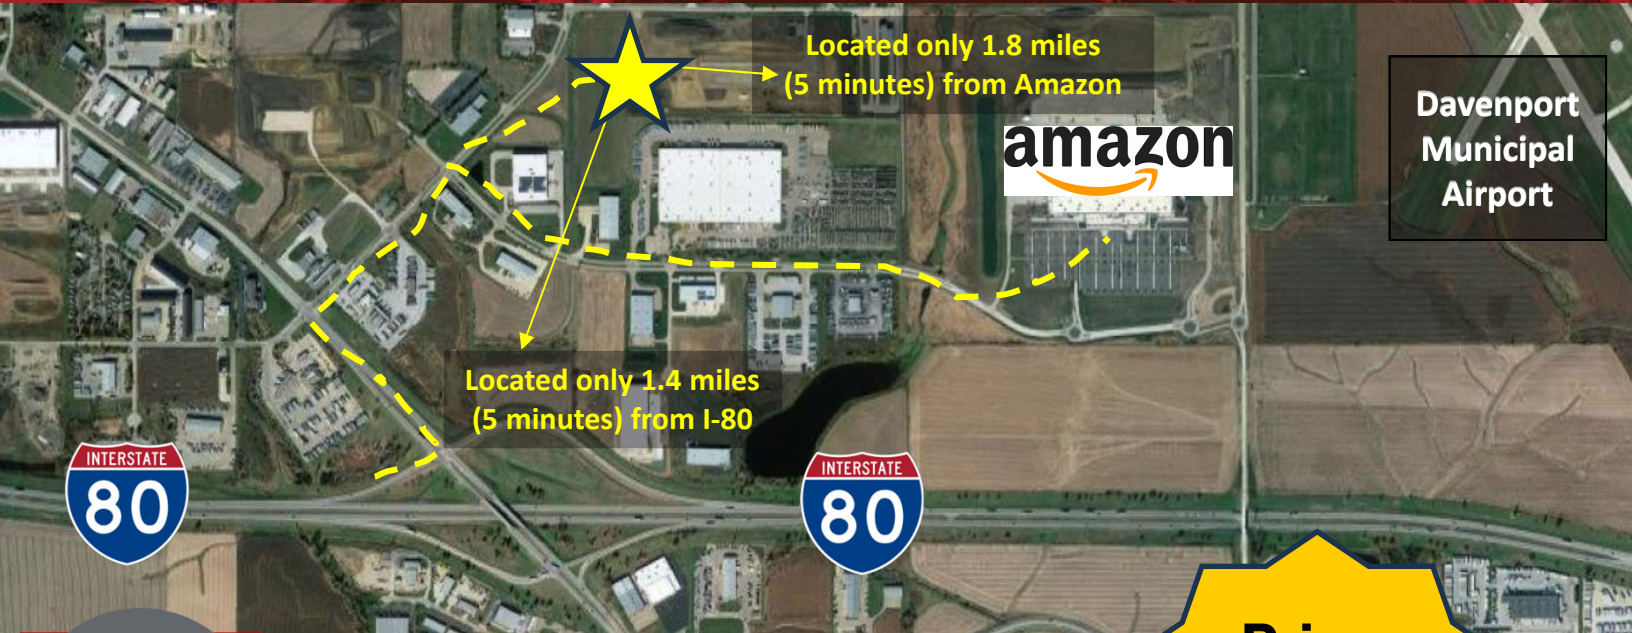 Located only 1.8 miles
(5 minutes) from Amazon
Davenport
Municipal
Airport
amazon
Located only 1.4 miles
(5 minutes) from I-80
INTERSTATE
80
INTERSTATE
80